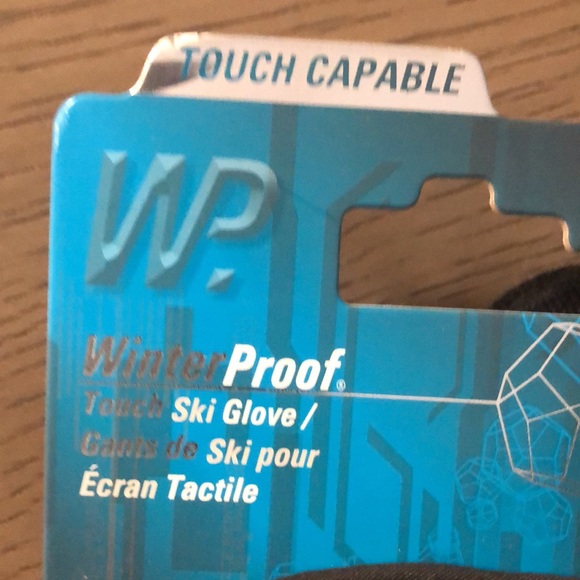 TOUCH CAPABLE
WP.
WinterProof®
Touch Ski Glove /
Gants de Ski pour
Écran Tactile